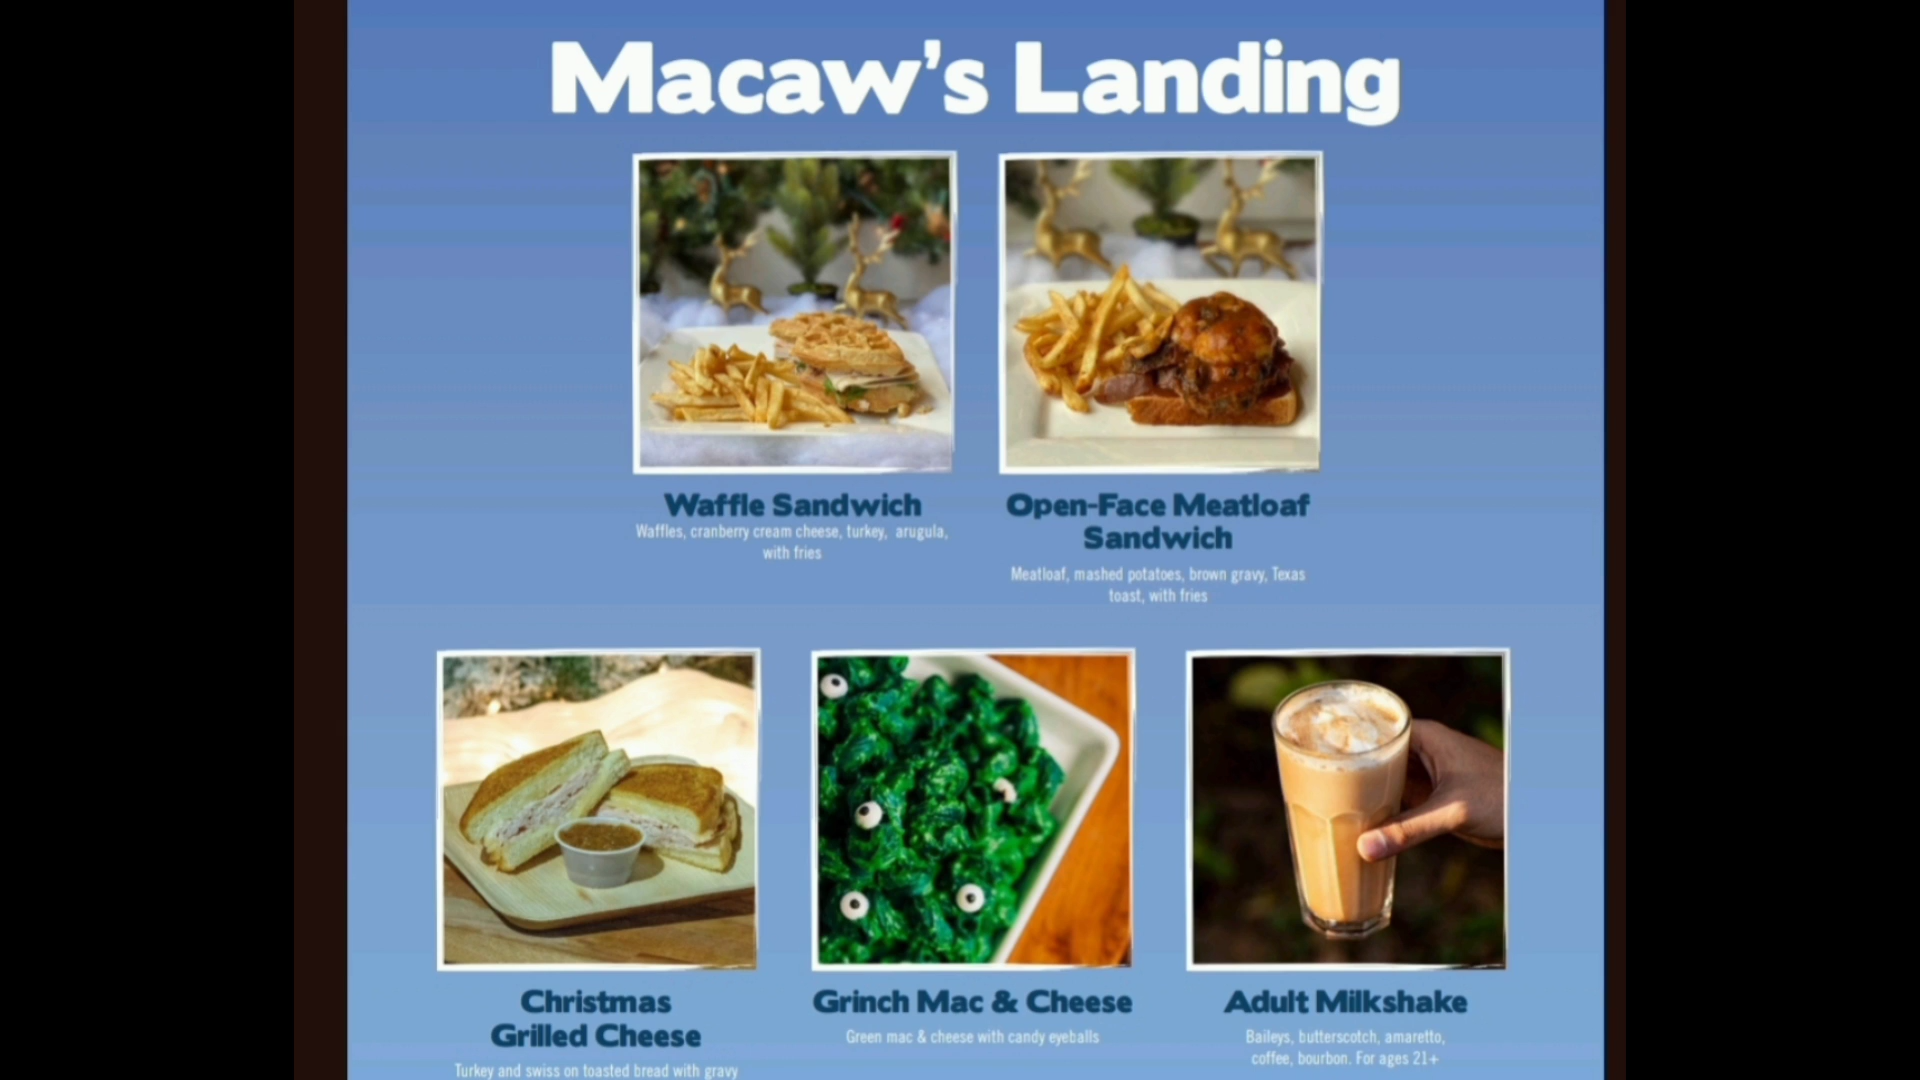 Macaw's Landing
Waffle Sandwich
Waffles, cranberry cream cheese, turkey, arugula,
with fries
Open-Face Meatloaf
Sandwich
Meatloaf, mashed potatoes, brown gravy, Texas
toast, with fries
Christmas
Grilled Cheese
Turkey and swiss on toasted bread with gravy
Grinch Mac & Cheese
Green mac & cheese with candy eyeballs
Adult Milkshake
Baileys, butterscotch, amaretto,
coffee, bourbon. For ages 21+